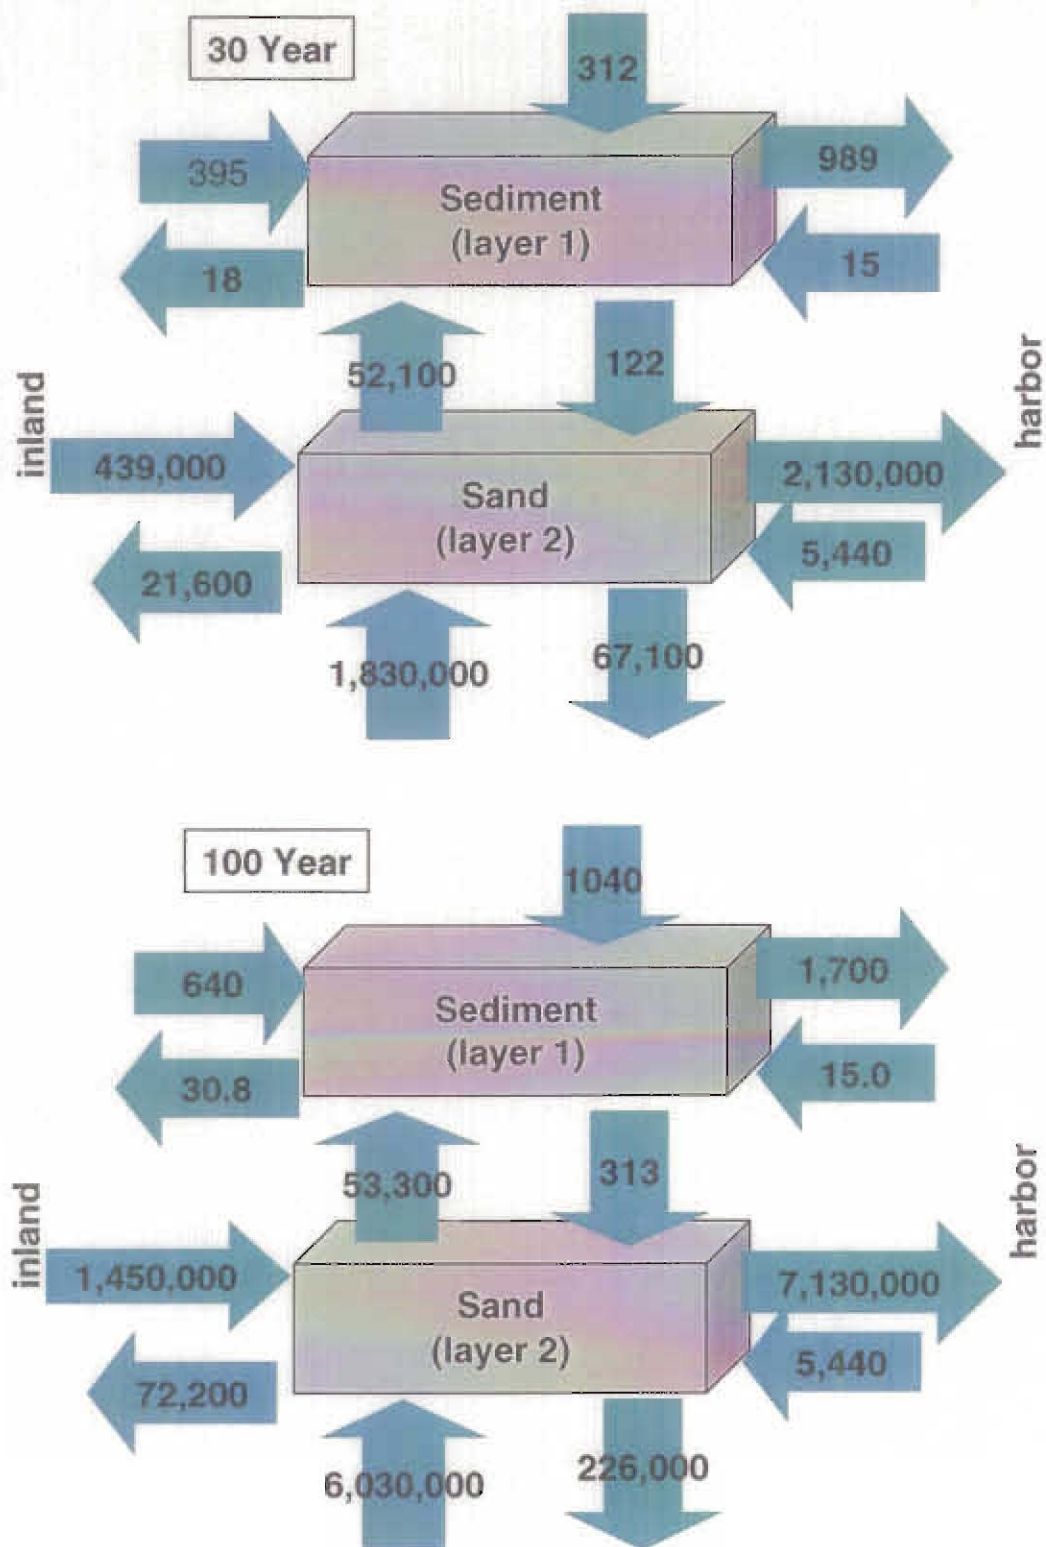 30 Year
312
395
989
Sediment
(layer 1)
18
15
52,100
122
inland
harbor
439,000
2,130,000
Sand
(layer 2)
21,600
5,440
1,830,000
67,100
100 Year
1040
640
1,700
Sediment
(layer 1)
30.8
15.0
53,300
313
inland
harbor
1,450,000
7,130,000
Sand
(layer 2)
72,200
5,440
6,030,000
226,000